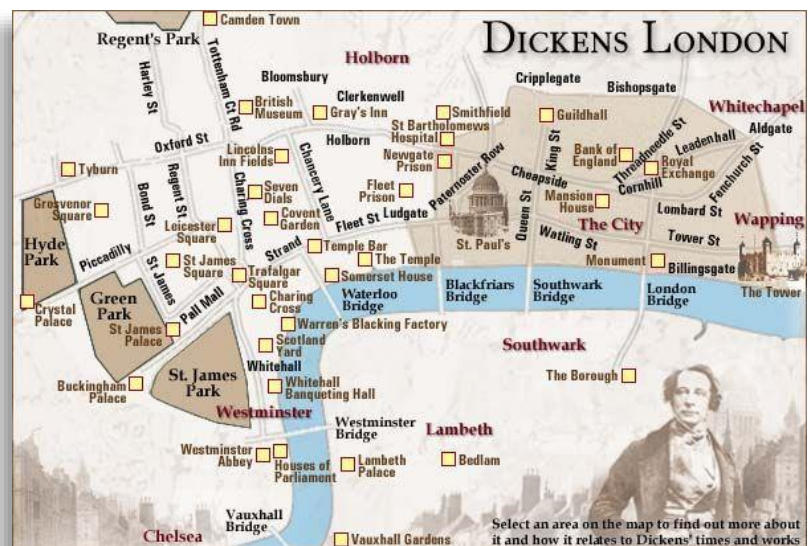 DICKENS LONDON
Camden Town
Regent's Park
Harley St
Tottenham Ct Rd
Holborn
Bloomsbury
Clerkenwell
Cripplegate
Bishopsgate
Whitechapel
British
Museum
Gray's Inn
Smithfield
Guildhall
Aldgate
Oxford St
Holborn
St Bartholomews
Hospital
King St
Threadneedle St
Leadenhall
Tyburn
Lincolns
Inn Fields
Chancery Lane
Newgate
Prison
Paternoster Row
Bank of
England
Royal
Exchange
Fenchurch St
Cheapside
Cornhill
Grosvenor
Square
Bond St
Regent St
Charing Cross
Seven
Dials
Fleet
Prison
Mansion
House
Lombard St
Covent
Garden
Fleet St
Ludgate
St. Paul's
Queen St
The City
Wapping
Leicester
Square
Watling St
Tower St
Hyde
Park
Piccadilly
St James
St James
Square
Strand
Temple Bar
The Temple
Monument
Billingsgate
Trafalgar
Square
Somerset House
The Tower
Crystal
Palace
Green
Park
Pall Mall
Charing
Cross
Waterloo
Bridge
Blackfriars
Bridge
Southwark
Bridge
London
Bridge
St James
Palace
Warren's Blacking Factory
Scotland
Yard
Southwark
Whitehall
Buckingham
Palace
St. James
Park
Whitehall
Banqueting Hall
The Borough
Westminster
Westminster
Bridge
Lambeth
Westminster
Abbey
Houses of
Parliament
Lambeth
Palace
Bedlam
Vauxhall
Bridge
Chelsea
Vauxhall Gardens
Select an area on the map to find out more about
it and how it relates to Dickens' times and works